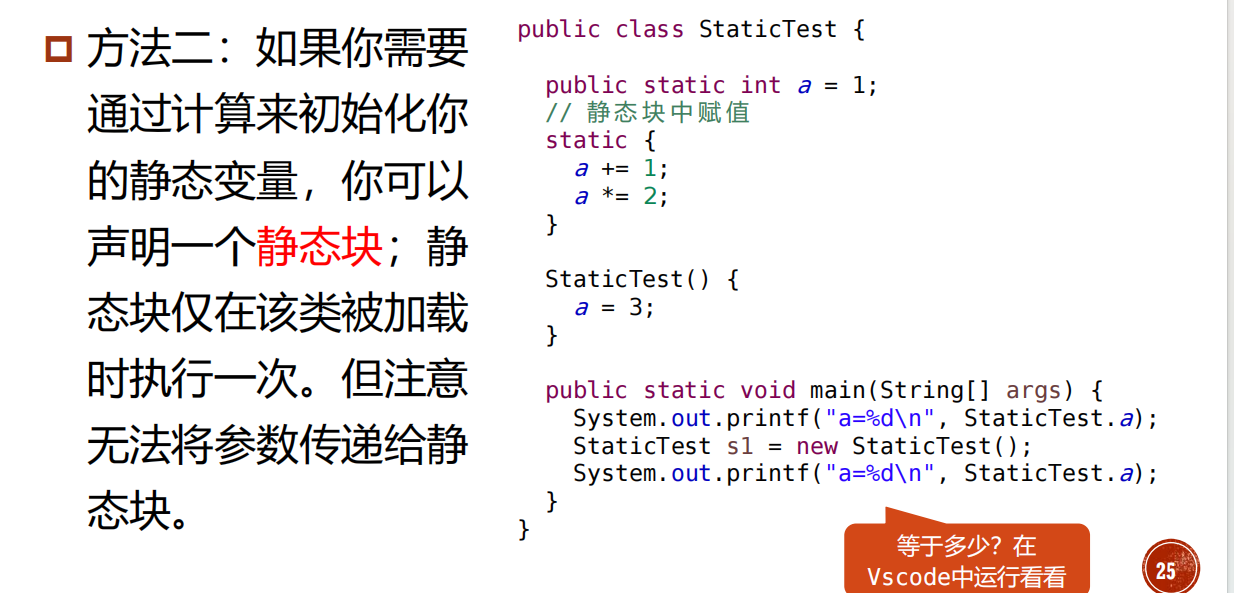 方法二：如果你需要
通过计算来初始化你
的静态变量，你可以
声明一个静态块；静
态块仅在该类被加载
时执行一次。但注意
无法将参数传递给静
态块。
public class StaticTest {
public static int a = 1;
// 静态块中赋值
static {
a += 1;
a *= 2;
}
StaticTest() {
a = 3;
}
public static void main(String[] args) {
System.out.printf("a=%d\n", StaticTest.a);
StaticTest s1 = new StaticTest();
System.out.printf("a=%d\n", StaticTest.a);
}
}
等于多少？在
Vscode中运行看看
25